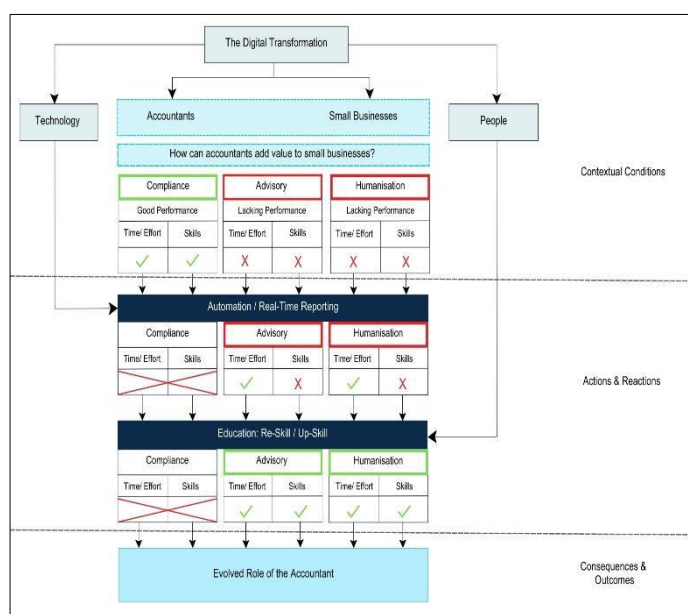 The Digital Transformation
Technology
Accountants
Small Businesses
People
How can accountants add value to small businesses?
Contextual Conditions
Compliance
Advisory
Humanisation
Good Performance
Lacking Performance
Lacking Performance
Time/ Effort
Skills
Time/ Effort
Skills
Time/ Effort
Skills
✓
✓
X
X
X
X
Automation / Real-Time Reporting
Compliance
Advisory
Humanisation
Actions & Reactions
Time/ Effort
Skills
Time/ Effort
Skills
Time/ Effort
Skills
✓
X
✓
X
Education: Re-Skill / Up-Skill
Compliance
Advisory
Humanisation
Time/ Effort
Skills
Time/ Effort
Skills
Time/ Effort
Skills
✓
✓
✓
✓
Evolved Role of the Accountant
Consequences &
Outcomes